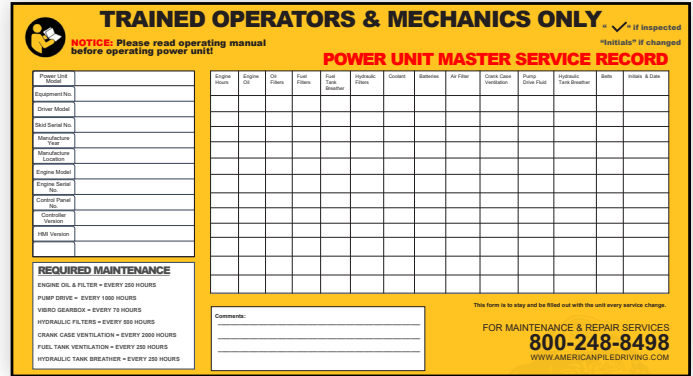 TRAINED OPERATORS & MECHANICS ONLY
" ✓" if inspected
"Initials" if changed
NOTICE: Please read operating manual
before operating power unit!
POWER UNIT MASTER SERVICE RECORD
Power Unit
Model
Equipment No.
Driver Model
Skid Serial No.
Manufacture
Year
Manufacture
Location
Engine Model
Engine Serial
No.
Control Panel
No.
Controller
Version
HMI Version
Engine
Hours
Engine
Oil
Oil
Filters
Fuel
Filters
Fuel
Tank
Breather
Hydraulic
Filters
Coolant
Batteries
Air Filter
Crank Case
Ventilation
Pump
Drive Fluid
Hydraulic
Tank Breather
Belts
Initials & Date
REQUIRED MAINTENANCE
ENGINE OIL & FILTER = EVERY 250 HOURS
PUMP DRIVE = EVERY 1000 HOURS
VIBRO GEARBOX = EVERY 70 HOURS
HYDRAULIC FILTERS = EVERY 500 HOURS
CRANK CASE VENTILATION = EVERY 2000 HOURS
FUEL TANK VENTILATION = EVERY 250 HOURS
HYDRAULIC TANK BREATHER = EVERY 250 HOURS
Comments:
This form is to stay and be filled out with the unit every service change.
FOR MAINTENANCE & REPAIR SERVICES
800-248-8498
WWW.AMERICANPILEDRIVING.COM